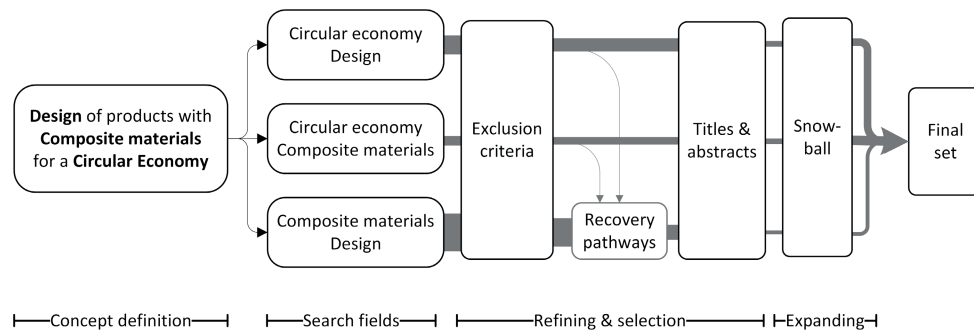 Design of products with
Composite materials
for a Circular Economy
Circular economy
Design
Circular economy
Composite materials
Composite materials
Design
Exclusion
criteria
Recovery
pathways
Titles &
abstracts
Snow-
ball
Final
set
Concept definition
Search fields
Refining & selection
Expanding